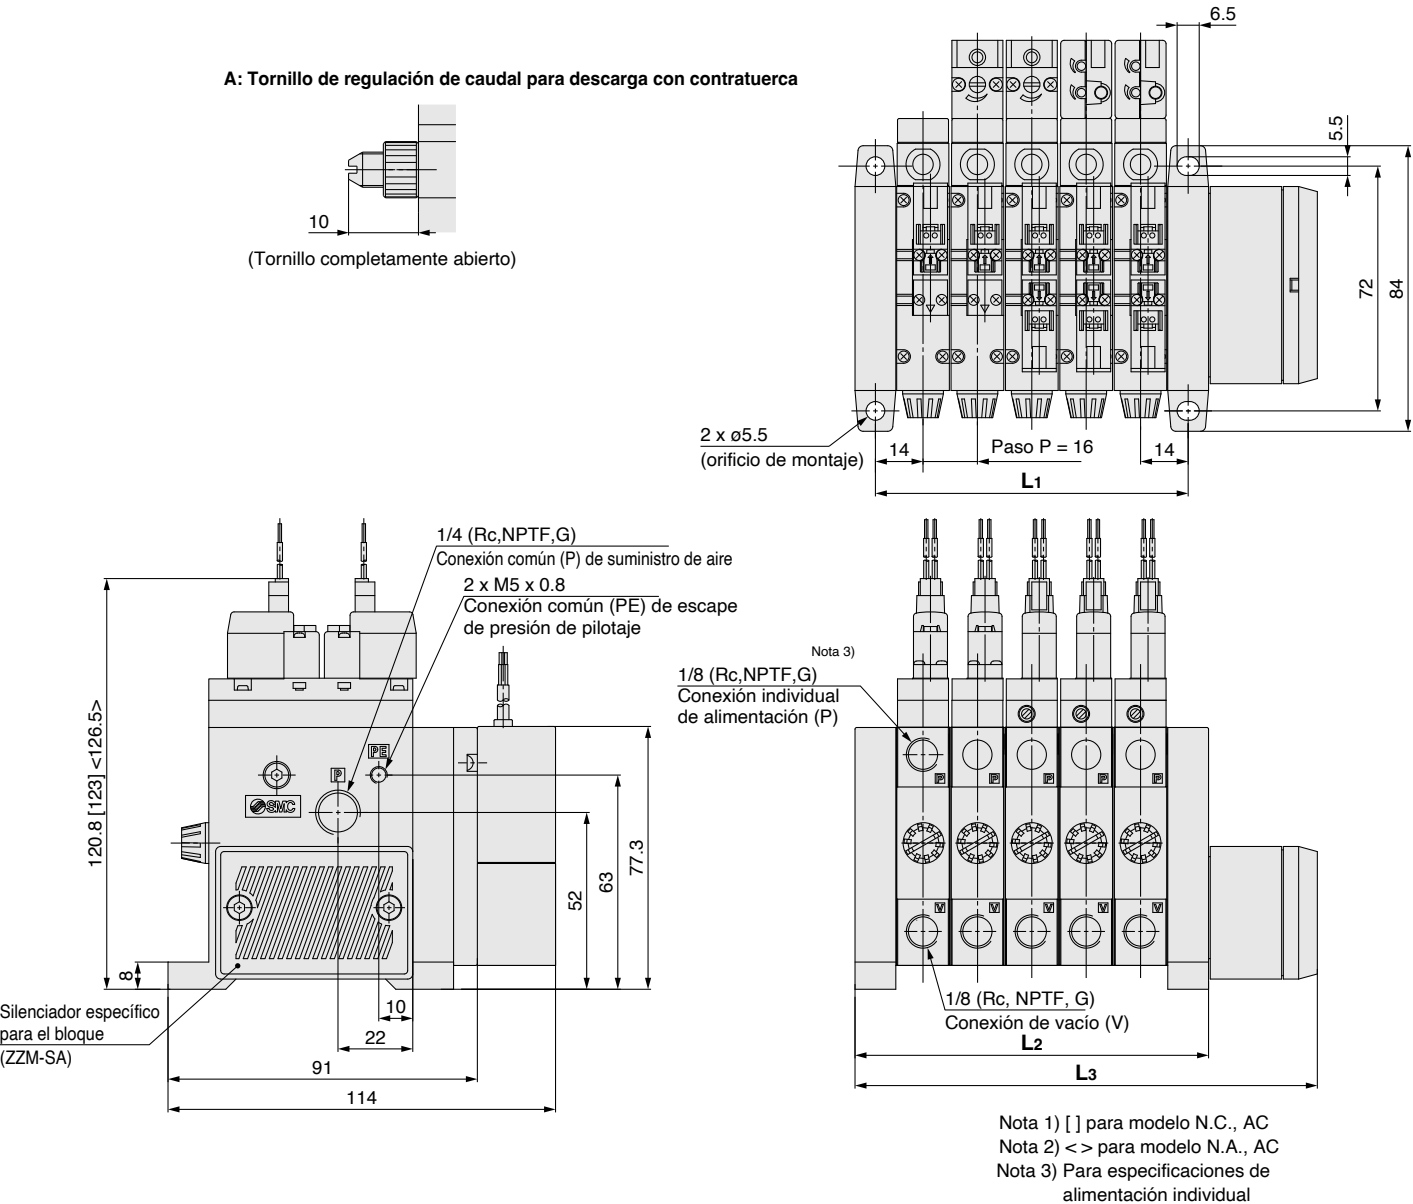 6.5
A: Tornillo de regulación de caudal para descarga con contratuerca
5.5
10
(Tornillo completamente abierto)
72
84
2 x ø5.5
(orificio de montaje)
14
Paso P = 16
14
L1
1/4 (Rc,NPTF,G)
Conexión común (P) de suministro de aire
2 x M5 x 0.8
Conexión común (PE) de escape
de presión de pilotaje
Nota 3)
1/8 (Rc,NPTF,G)
Conexión individual
de alimentación (P)
120.8 [123] <126.5>
PE
P
SMC
P
P
P
P
P
52
63
77.3
V
V
V
V
V
8
10
22
91
114
Silenciador específico
para el bloque
(ZZM-SA)
1/8 (Rc, NPTF, G)
Conexión de vacío (V)
L2
L3
Nota 1) [ ] para modelo N.C., AC
Nota 2) < > para modelo N.A., AC
Nota 3) Para especificaciones de
alimentación individual